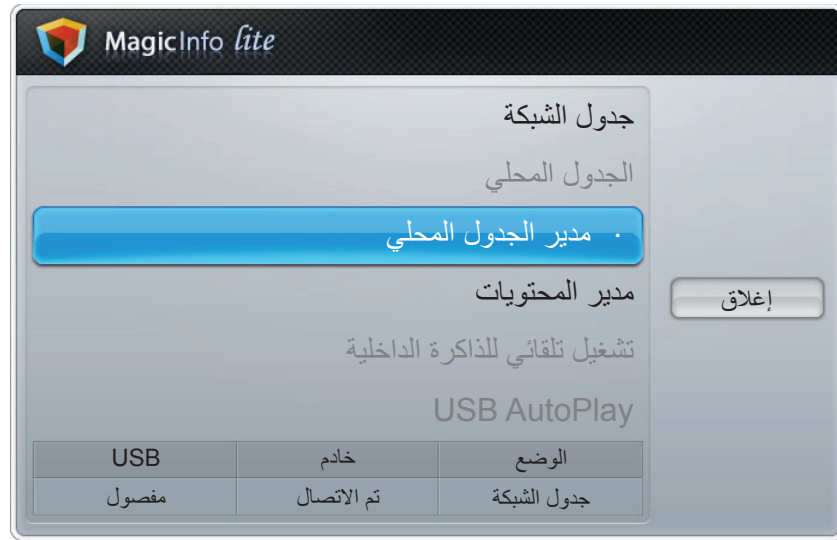 MagicInfo lite
جدول الشبكة
الجدول المحلي
· مدير الجدول المحلي
مدير المحتويات
إغلاق
تشغيل تلقائي للذاكرة الداخلية
USB AutoPlay
الوضع خادم USB
جدول الشبكة تم الاتصال مفصول